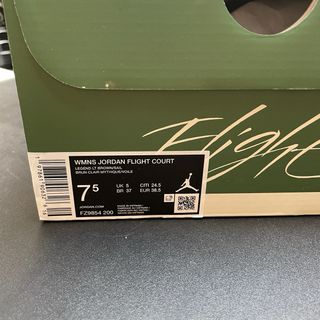 Flight
WMNS JORDAN FLIGHT COURT
LEGEND LT BROWN/SAIL
BRUN CLAIR MYTHIQUE/VOILE
7.5
UK 5 CM 24.5
BR 37 EUR 38.5
JORDAN.COM
FZ9854 200